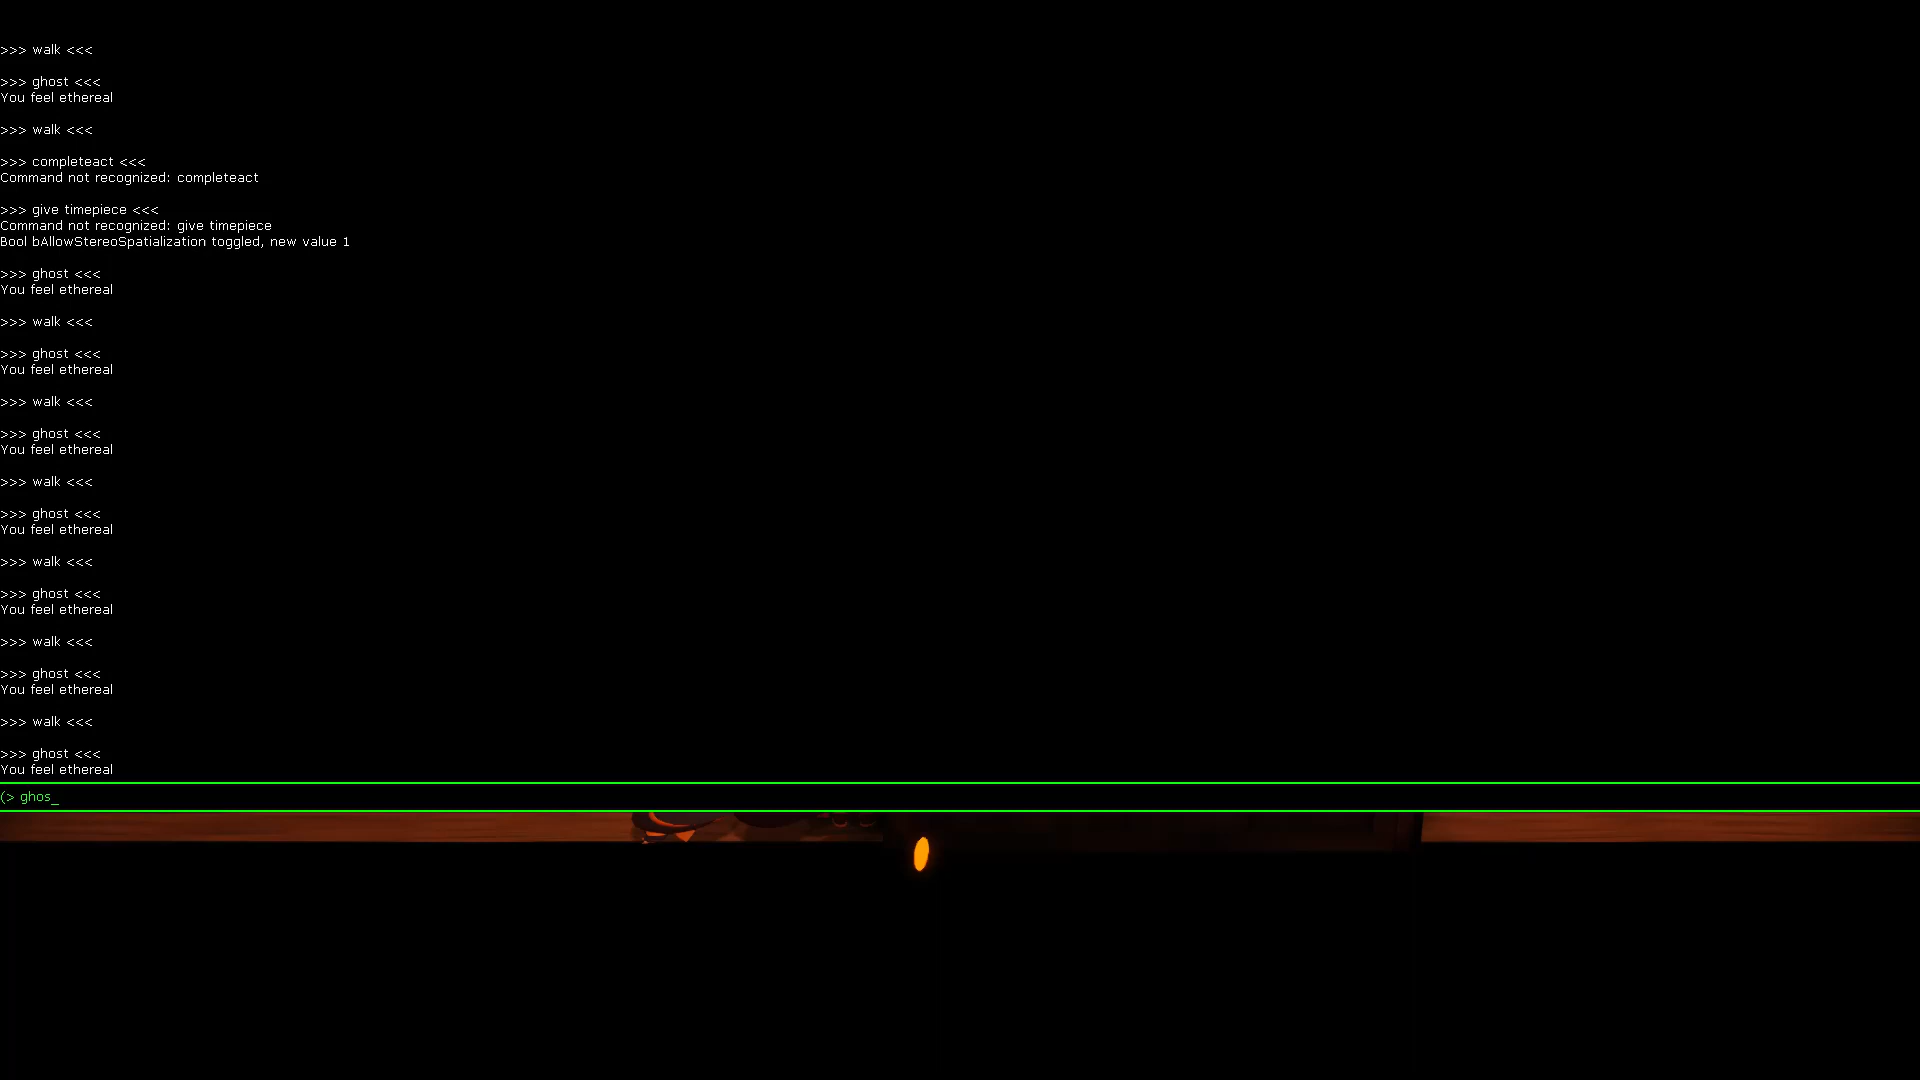 >>> walk <<<
>>> ghost <<<
You feel ethereal
>>> walk <<<
>>> completeact <<<
Command not recognized: completeact
>>> give timepiece <<<
Command not recognized: give timepiece
Bool bAllowStereoSpatialization toggled, new value 1
>>> ghost <<<
You feel ethereal
>>> walk <<<
>>> ghost <<<
You feel ethereal
>>> walk <<<
>>> ghost <<<
You feel ethereal
>>> walk <<<
>>> ghost <<<
You feel ethereal
>>> walk <<<
>>> ghost <<<
You feel ethereal
>>> walk <<<
>>> ghost <<<
You feel ethereal
>>> walk <<<
>>> ghost <<<
You feel ethereal
(> ghos_